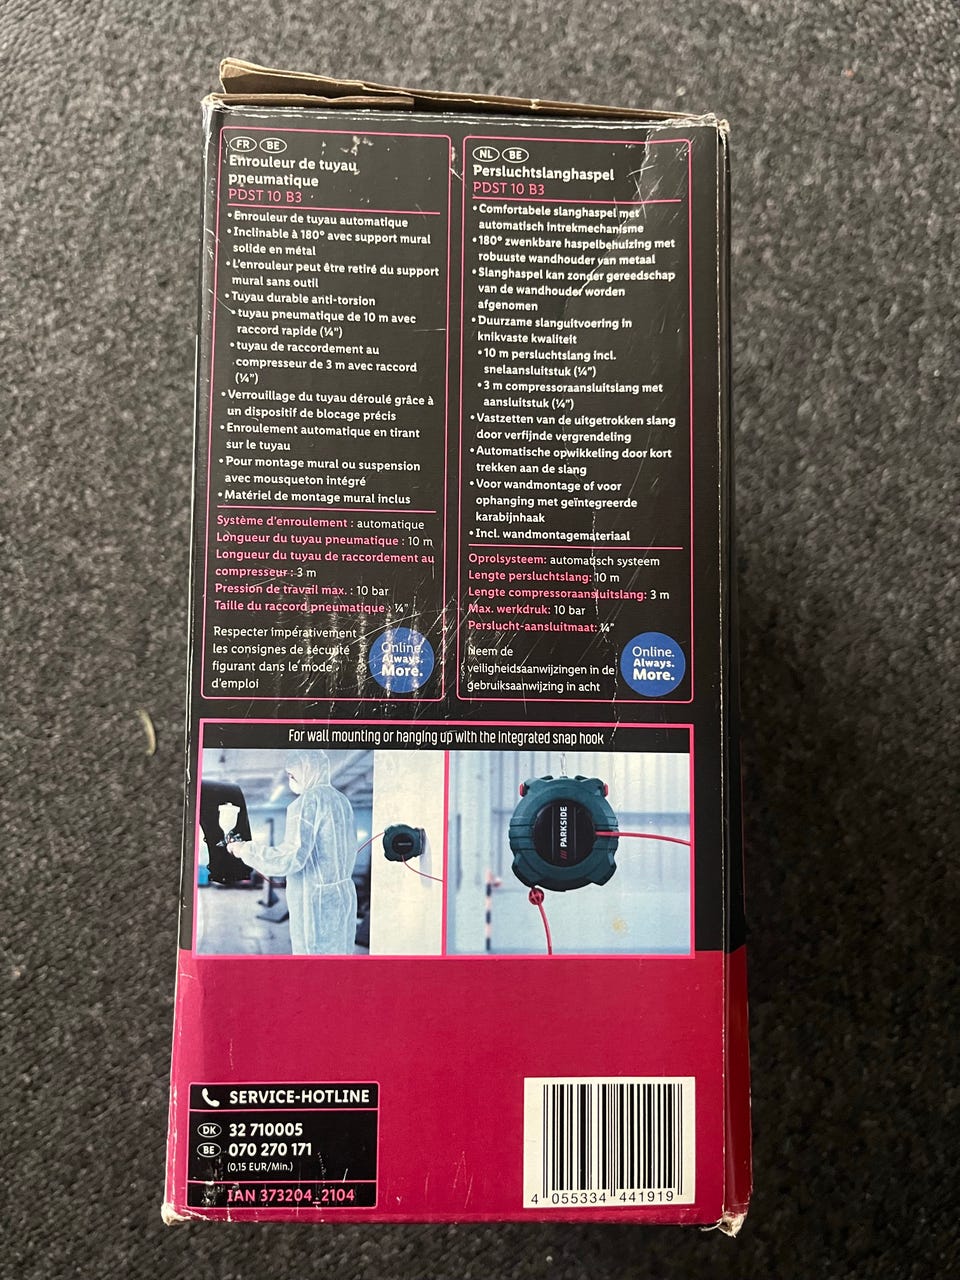 FR BE
Enrouleur de tuyau
pneumatique
PDST 10 B3
• Enrouleur de tuyau automatique
• Inclinable à 180° avec support mural
solide en métal
• L'enrouleur peut être retiré du support
mural sans outil
• Tuyau durable anti-torsion
• tuyau pneumatique de 10 m avec
raccord rapide (¼")
• tuyau de raccordement au
compresseur de 3 m avec raccord
(¼")
• Verrouillage du tuyau déroulé grâce à
un dispositif de blocage précis
• Enroulement automatique en tirant
sur le tuyau
• Pour montage mural ou suspension
avec mousqueton intégré
• Matériel de montage mural inclus
Système d'enroulement : automatique
Longueur du tuyau pneumatique : 10 m
Longueur du tuyau de raccordement au
compresseur : 3 m
Pression de travail max. : 10 bar
Taille du raccord pneumatique : ¼"
Respecter impérativement
les consignes de sécurité
figurant dans le mode
d'emploi
Online.
Always.
More.
NL BE
Persluchtslanghaspel
PDST 10 B3
• Comfortabele slanghaspel met
automatisch intrekmechanisme
• 180° zwenkbare haspelbehuizing met
robuuste wandhouder van metaal
• Slanghaspel kan zonder gereedschap
van de wandhouder worden
afgenomen
• Duurzame slanguitvoering in
knikvaste kwaliteit
• 10 m persluchtslang incl.
snelaansluitstuk (¼")
• 3 m compressoraansluitslang met
aansluitstuk (¼")
• Vastzetten van de uitgetrokken slang
door verfijnde vergrendeling
• Automatische opwikkeling door kort
trekken aan de slang
• Voor wandmontage of voor
ophanging met geïntegreerde
karabijnhaak
• Incl. wandmontagemateriaal
Oprolsysteem: automatisch systeem
Lengte persluchtslang: 10 m
Lengte compressoraansluitslang: 3 m
Max. werkdruk: 10 bar
Perslucht-aansluitmaat: ¼"
Neem de
veiligheidsaanwijzingen in de
gebruiksaanwijzing in acht
Online.
Always.
More.
For wall mounting or hanging up with the integrated snap hook
/// PARKSIDE
SERVICE-HOTLINE
DK 32 710005
BE 070 270 171
(0,15 EUR/Min.)
IAN 373204_2104
4 055334 441919